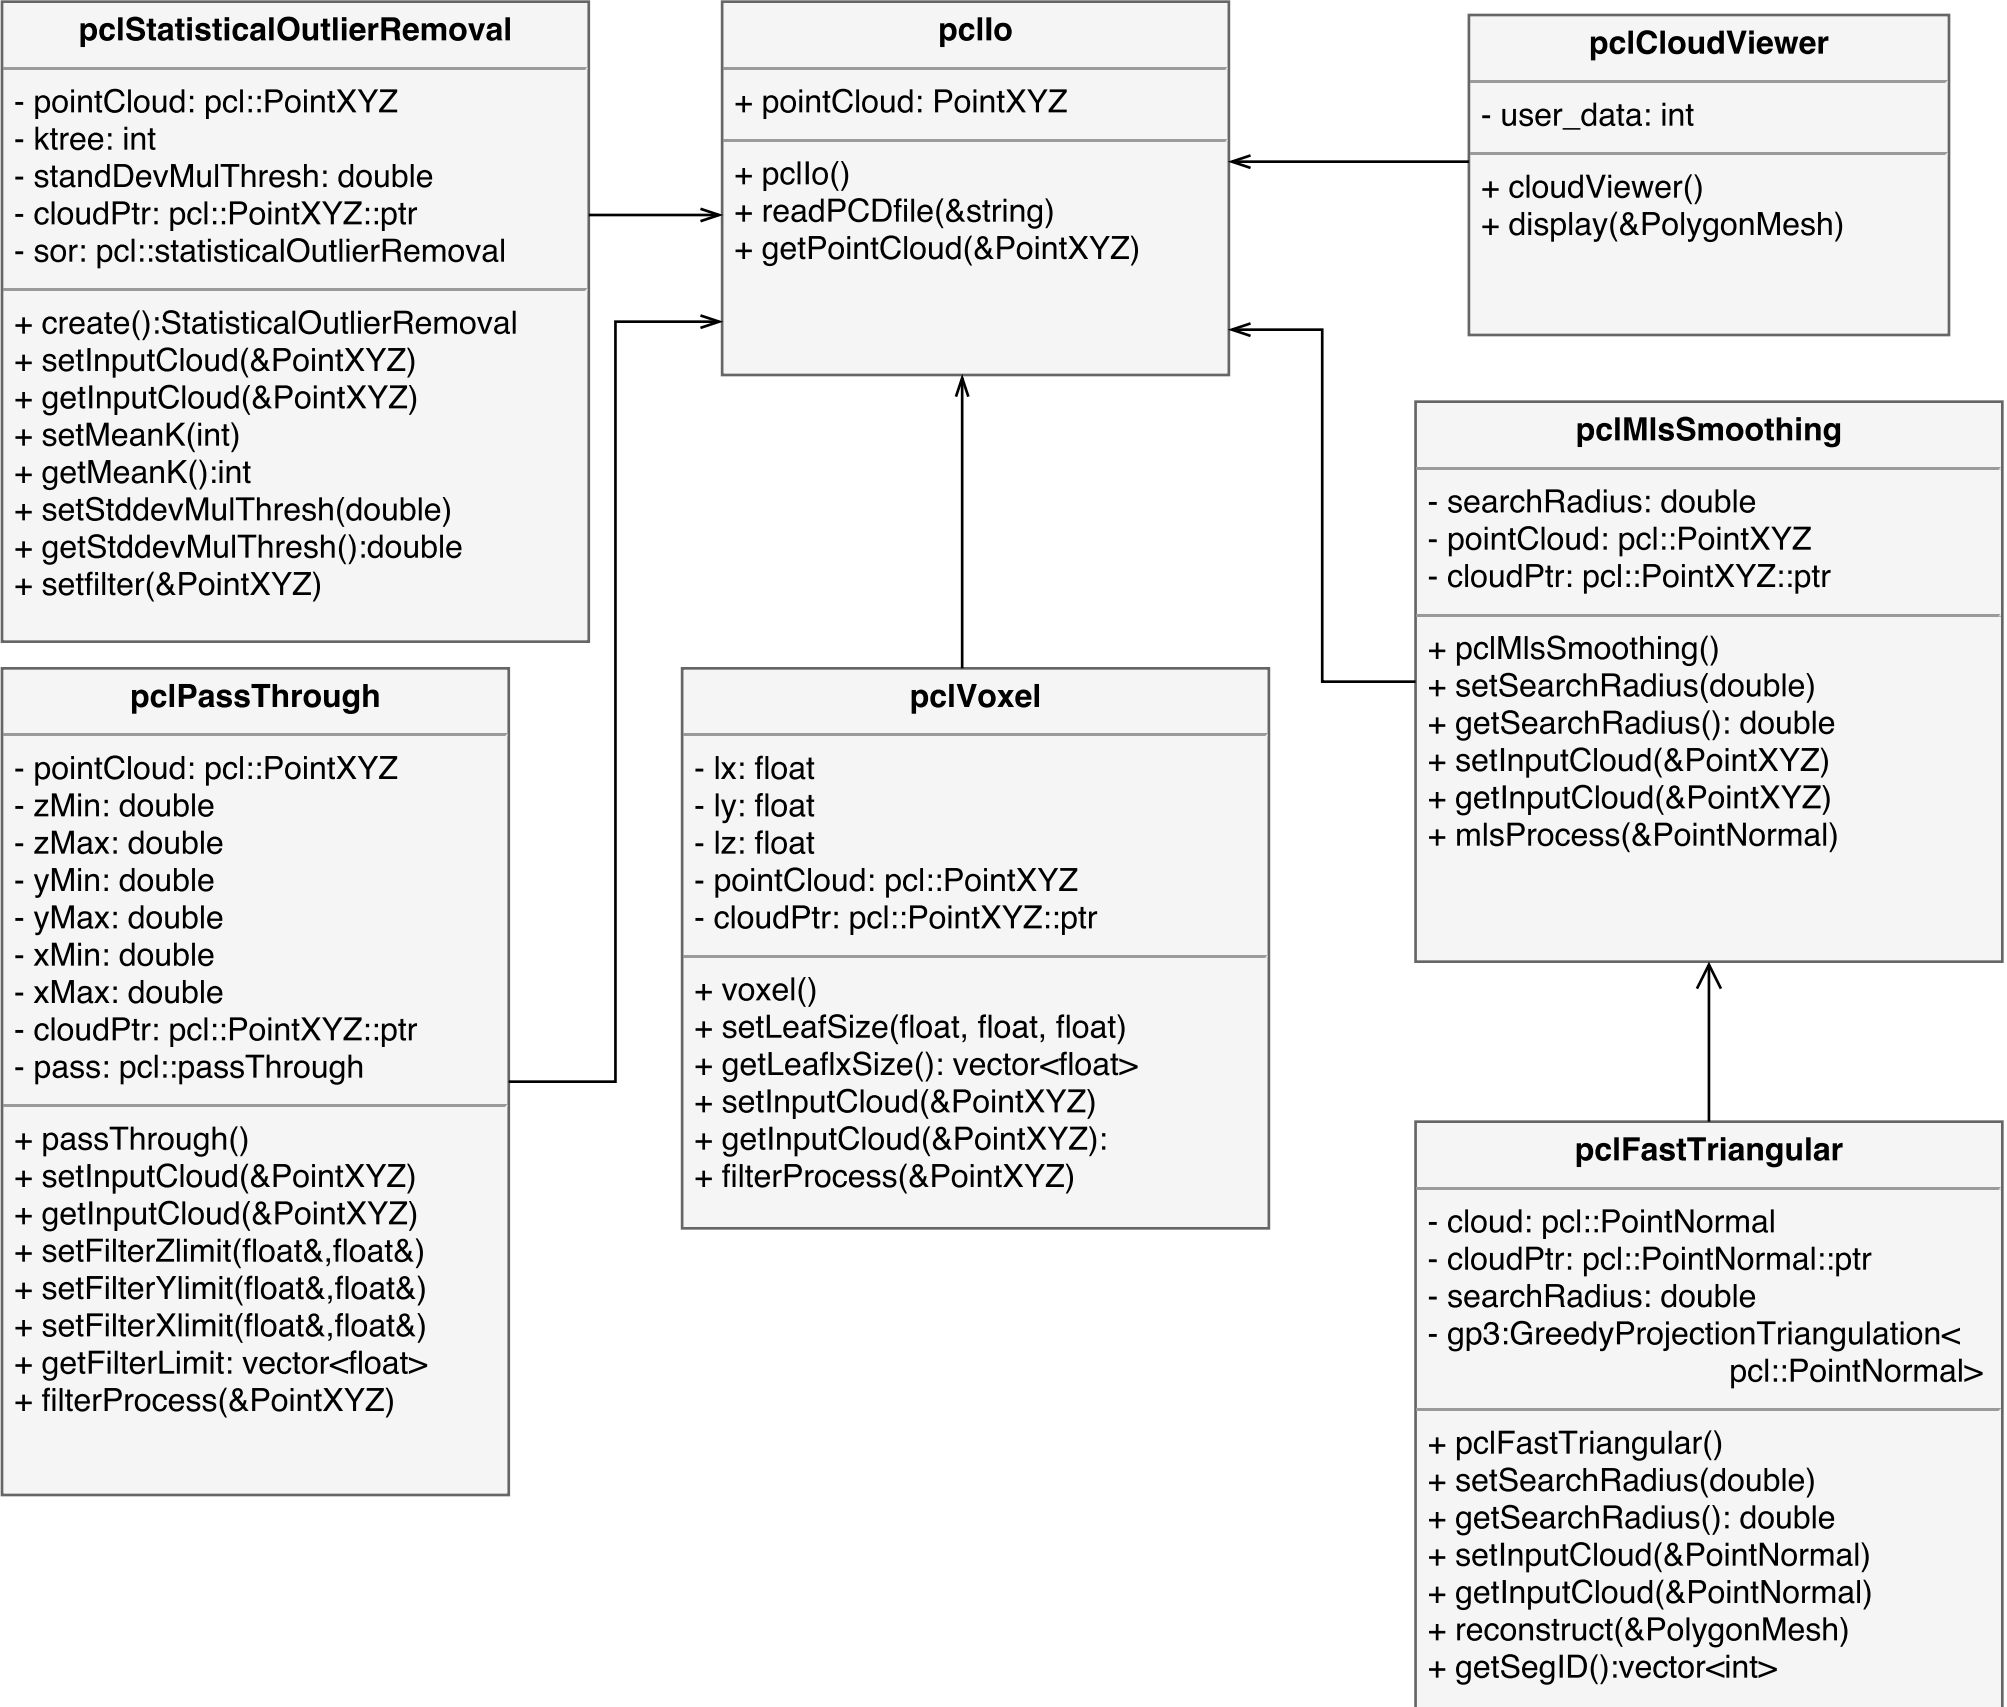 pclStatisticalOutlierRemoval
- pointCloud: pcl::PointXYZ
- ktree: int
- standDevMulThresh: double
- cloudPtr: pcl::PointXYZ::ptr
- sor: pcl::statisticalOutlierRemoval
+ create():StatisticalOutlierRemoval
+ setInputCloud(&PointXYZ)
+ getInputCloud(&PointXYZ)
+ setMeanK(int)
+ getMeanK():int
+ setStddevMulThresh(double)
+ getStddevMulThresh():double
+ setfilter(&PointXYZ)
pclIo
+ pointCloud: PointXYZ
+ pclIo()
+ readPCDfile(&string)
+ getPointCloud(&PointXYZ)
pclCloudViewer
- user_data: int
+ cloudViewer()
+ display(&PolygonMesh)
pclMlsSmoothing
- searchRadius: double
- pointCloud: pcl::PointXYZ
- cloudPtr: pcl::PointXYZ::ptr
+ pclMlsSmoothing()
+ setSearchRadius(double)
+ getSearchRadius(): double
+ setInputCloud(&PointXYZ)
+ getInputCloud(&PointXYZ)
+ mlsProcess(&PointNormal)
pclPassThrough
- pointCloud: pcl::PointXYZ
- zMin: double
- zMax: double
- yMin: double
- yMax: double
- xMin: double
- xMax: double
- cloudPtr: pcl::PointXYZ::ptr
- pass: pcl::passThrough
+ passThrough()
+ setInputCloud(&PointXYZ)
+ getInputCloud(&PointXYZ)
+ setFilterZlimit(float&,float&)
+ setFilterYlimit(float&,float&)
+ setFilterXlimit(float&,float&)
+ getFilterLimit: vector<float>
+ filterProcess(&PointXYZ)
pclVoxel
- lx: float
- ly: float
- lz: float
- pointCloud: pcl::PointXYZ
- cloudPtr: pcl::PointXYZ::ptr
+ voxel()
+ setLeafSize(float, float, float)
+ getLeaflxSize(): vector<float>
+ setInputCloud(&PointXYZ)
+ getInputCloud(&PointXYZ):
+ filterProcess(&PointXYZ)
pclFastTriangular
- cloud: pcl::PointNormal
- cloudPtr: pcl::PointNormal::ptr
- searchRadius: double
- gp3:GreedyProjectionTriangulation<
pcl::PointNormal>
+ pclFastTriangular()
+ setSearchRadius(double)
+ getSearchRadius(): double
+ setInputCloud(&PointNormal)
+ getInputCloud(&PointNormal)
+ reconstruct(&PolygonMesh)
+ getSegID():vector<int>